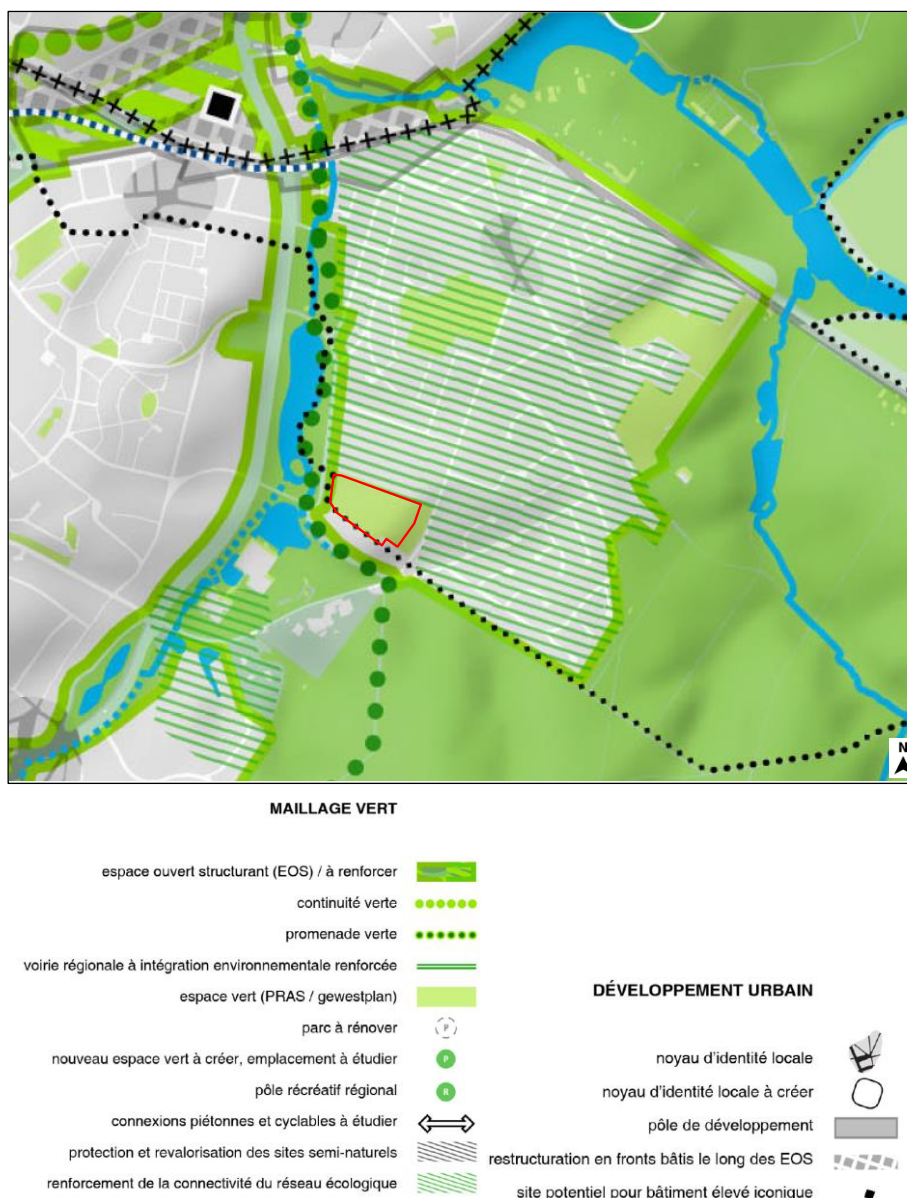 N
MAILLAGE VERT
espace ouvert structurant (EOS) / à renforcer
continuité verte
promenade verte
voirie régionale à intégration environnementale renforcée
espace vert (PRAS / gewestplan)
parc à rénover
P
nouveau espace vert à créer, emplacement à étudier
P
pôle récréatif régional
R
connexions piétonnes et cyclables à étudier
protection et revalorisation des sites semi-naturels
renforcement de la connectivité du réseau écologique
DÉVELOPPEMENT URBAIN
noyau d'identité locale
noyau d'identité locale à créer
pôle de développement
restructuration en fronts bâtis le long des EOS
site potentiel pour bâtiment élevé iconique